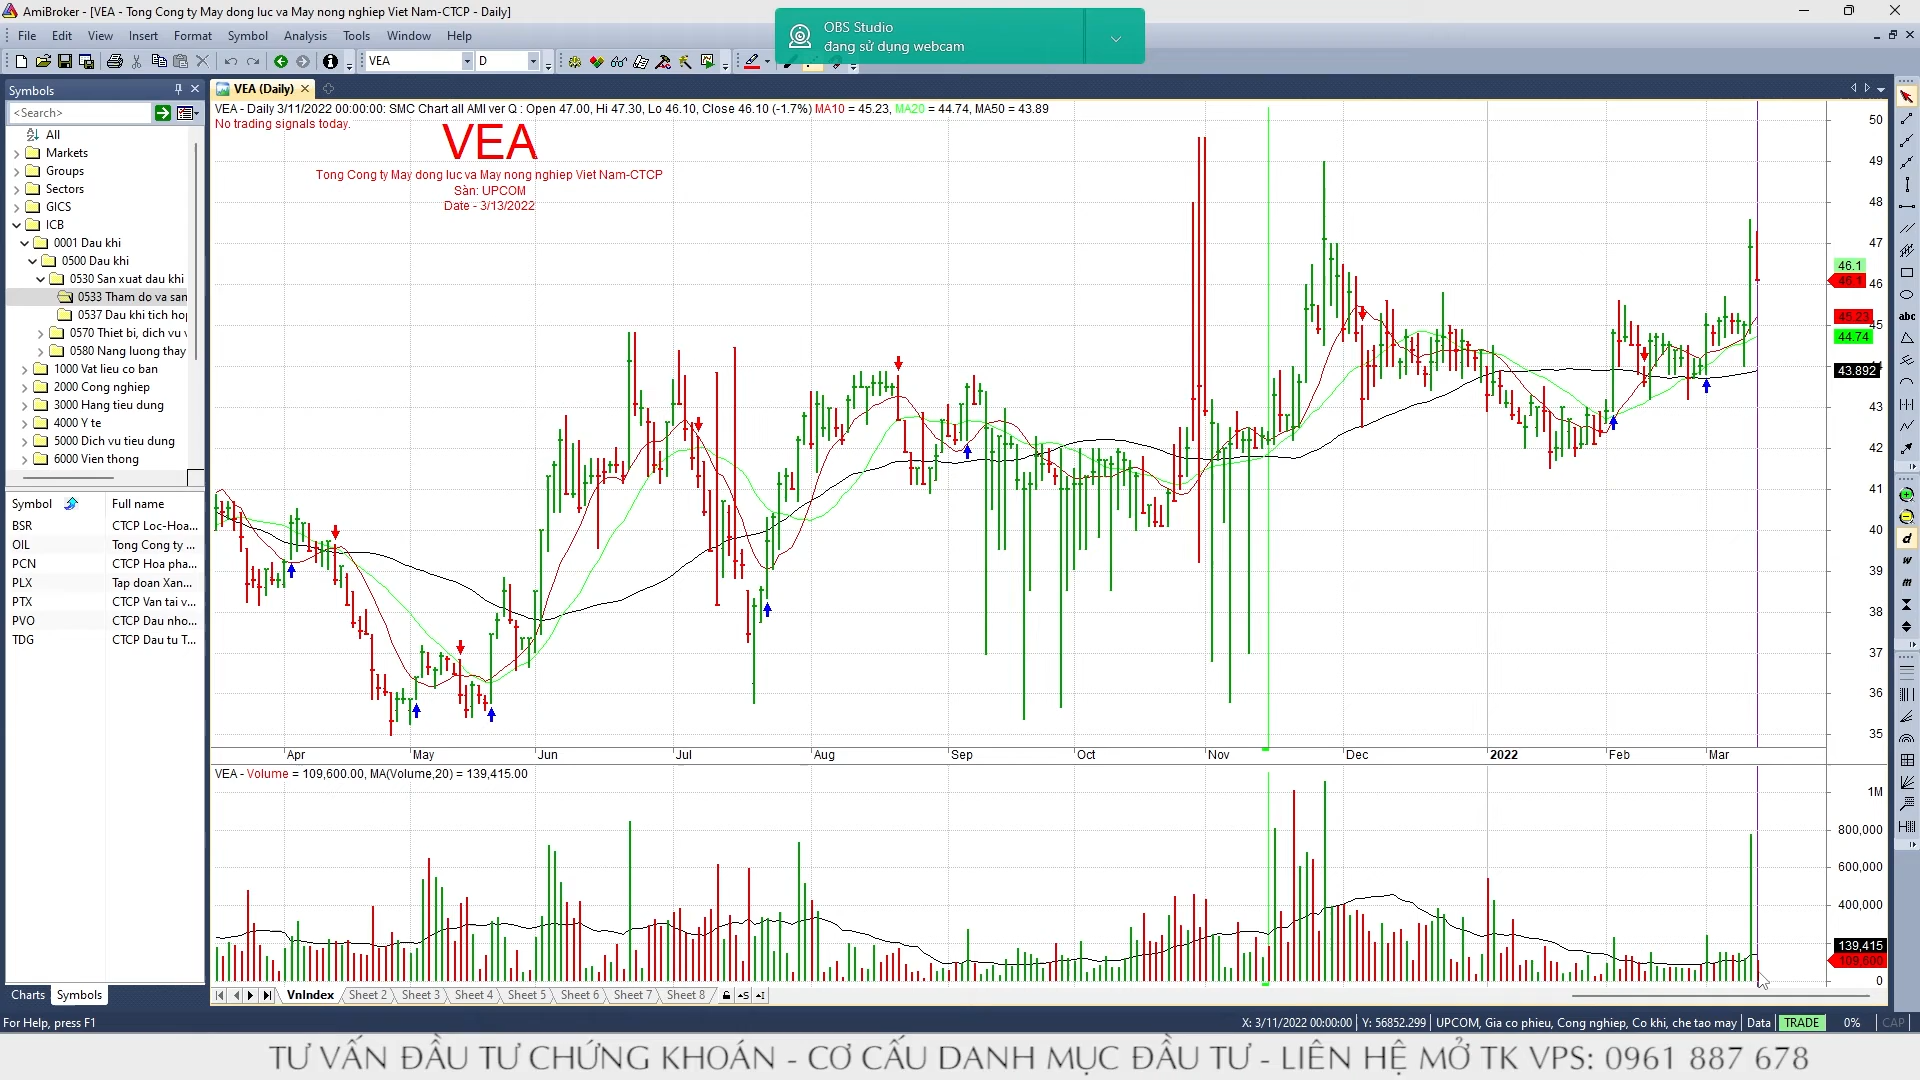 AmiBroker - [VEA - Tong Cong ty May dong luc va May nong nghiep Viet Nam-CTCP - Daily]
OBS Studio
đang sử dụng webcam
File Edit View Insert Format Symbol Analysis Tools Window Help
VEA D
Symbols
VEA (Daily)
<Search>
All
Markets
Groups
Sectors
GICS
ICB
0001 Dau khi
0500 Dau khi
0530 San xuat dau khi
0533 Tham do va san
0537 Dau khi tich hop
0570 Thiet bi, dich vu v
0580 Nang luong thay
1000 Vat lieu co ban
2000 Cong nghiep
3000 Hang tieu dung
4000 Y te
5000 Dich vu tieu dung
6000 Vien thong
Symbol Full name
BSR CTCP Loc-Hoa...
OIL Tong Cong ty ...
PCN CTCP Hoa pha...
PLX Tap doan Xan...
PTX CTCP Van tai v...
PVO CTCP Dau nho...
TDG CTCP Dau tu T...
Charts Symbols
VEA - Daily 3/11/2022 00:00:00: SMC Chart all AMI ver Q : Open 47.00, Hi 47.30, Lo 46.10, Close 46.10 (-1.7%) MA10 = 45.23, MA20 = 44.74, MA50 = 43.89
No trading signals today.
VEA
Tong Cong ty May dong luc va May nong nghiep Viet Nam-CTCP
Sàn: UPCOM
Date - 3/13/2022
50
49
48
47
46.1
46.1
46
45.23
45
44.74
43.892
43
42
41
40
39
38
37
36
35
Apr May Jun Jul Aug Sep Oct Nov Dec 2022 Feb Mar
VEA - Volume = 109,600.00, MA(Volume,20) = 139,415.00
1M
800,000
600,000
400,000
139,415
109,600
0
abc
d
w
m
VnIndex Sheet 2 Sheet 3 Sheet 4 Sheet 5 Sheet 6 Sheet 7 Sheet 8
For Help, press F1
X: 3/11/2022 00:00:00 Y: 56852.299 UPCOM, Gia co phieu, Cong nghiep, Co khi, che tao may Data TRADE 0% CAP
TƯ VẤN ĐẦU TƯ CHỨNG KHOÁN - CƠ CẤU DANH MỤC ĐẦU TƯ - LIÊN HỆ MỞ TK VPS: 0961 887 678